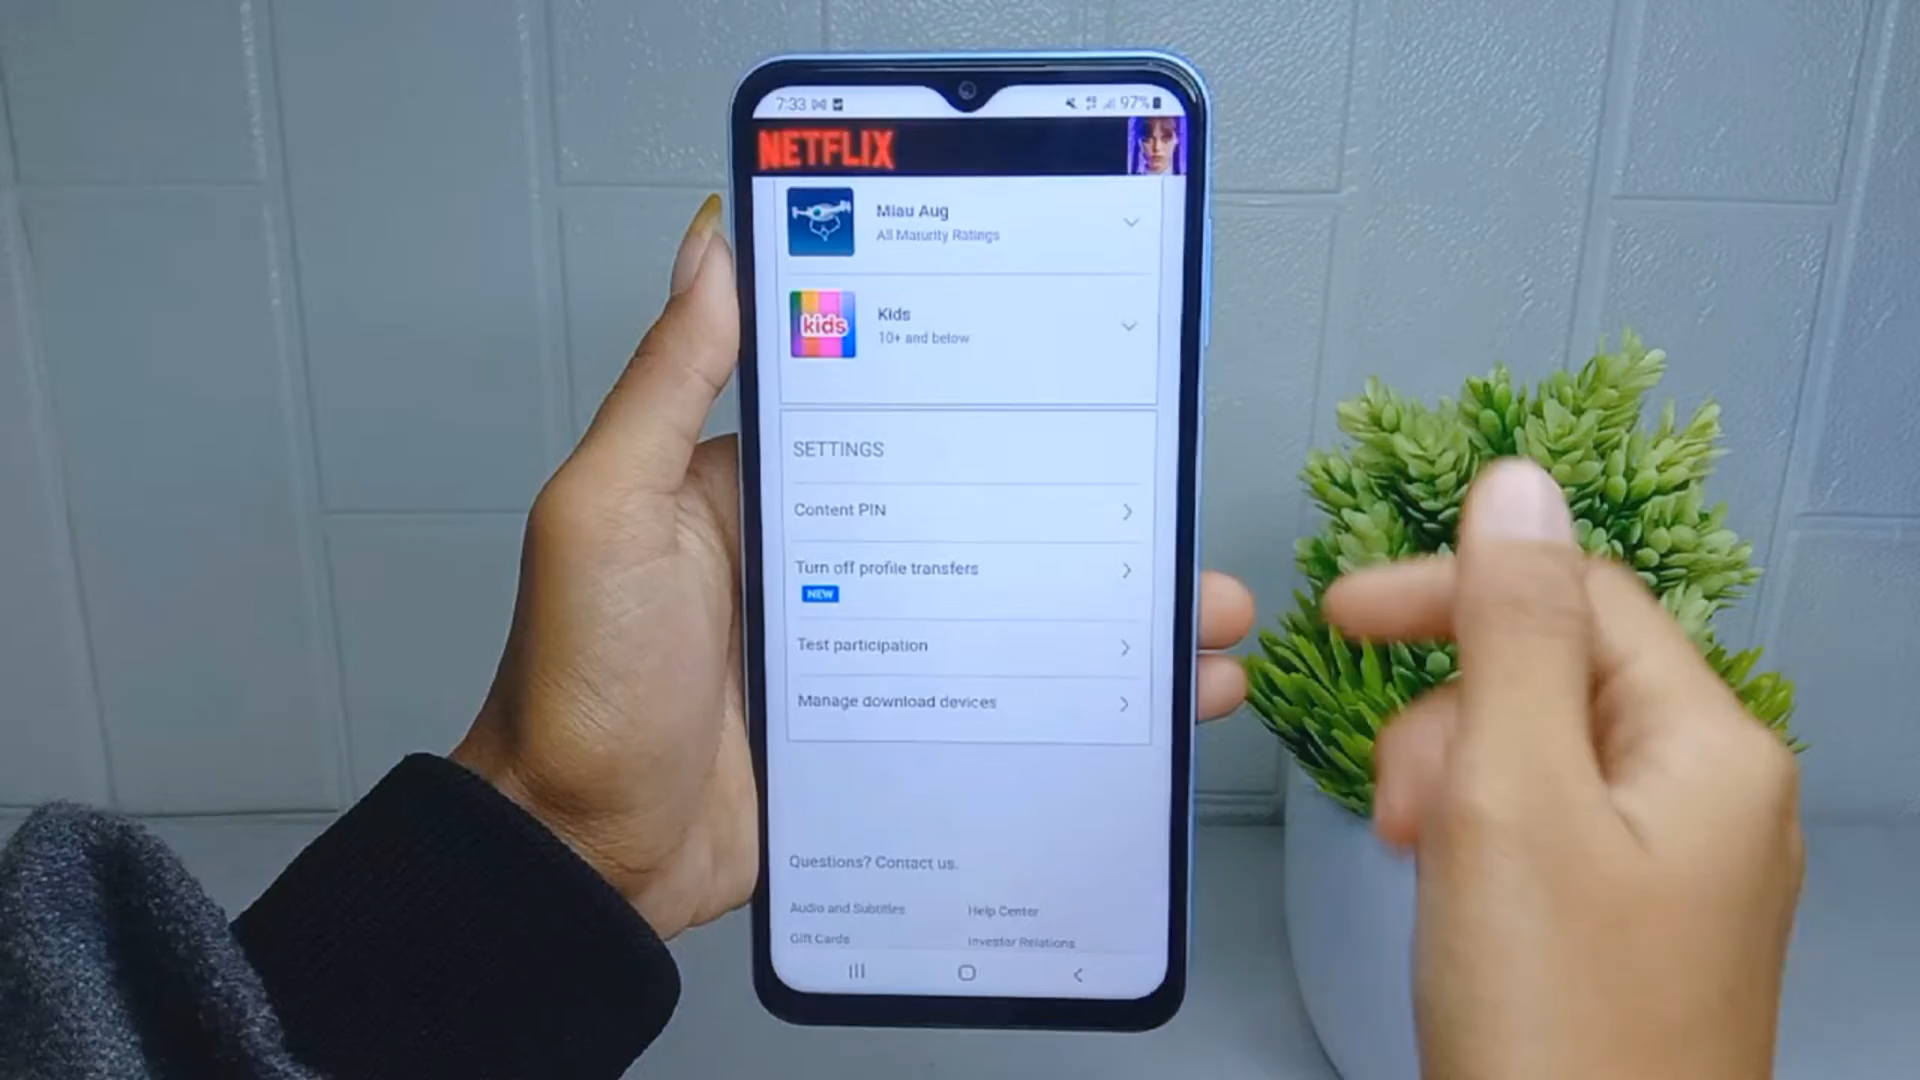 7:33 97%
NETFLIX
Miau Aug
All Maturity Ratings
kids
Kids
10+ and below
SETTINGS
Content PIN
Turn off profile transfers
NEW
Test participation
Manage download devices
Questions? Contact us.
Audio and Subtitles Help Center
Gift Cards Investor Relations